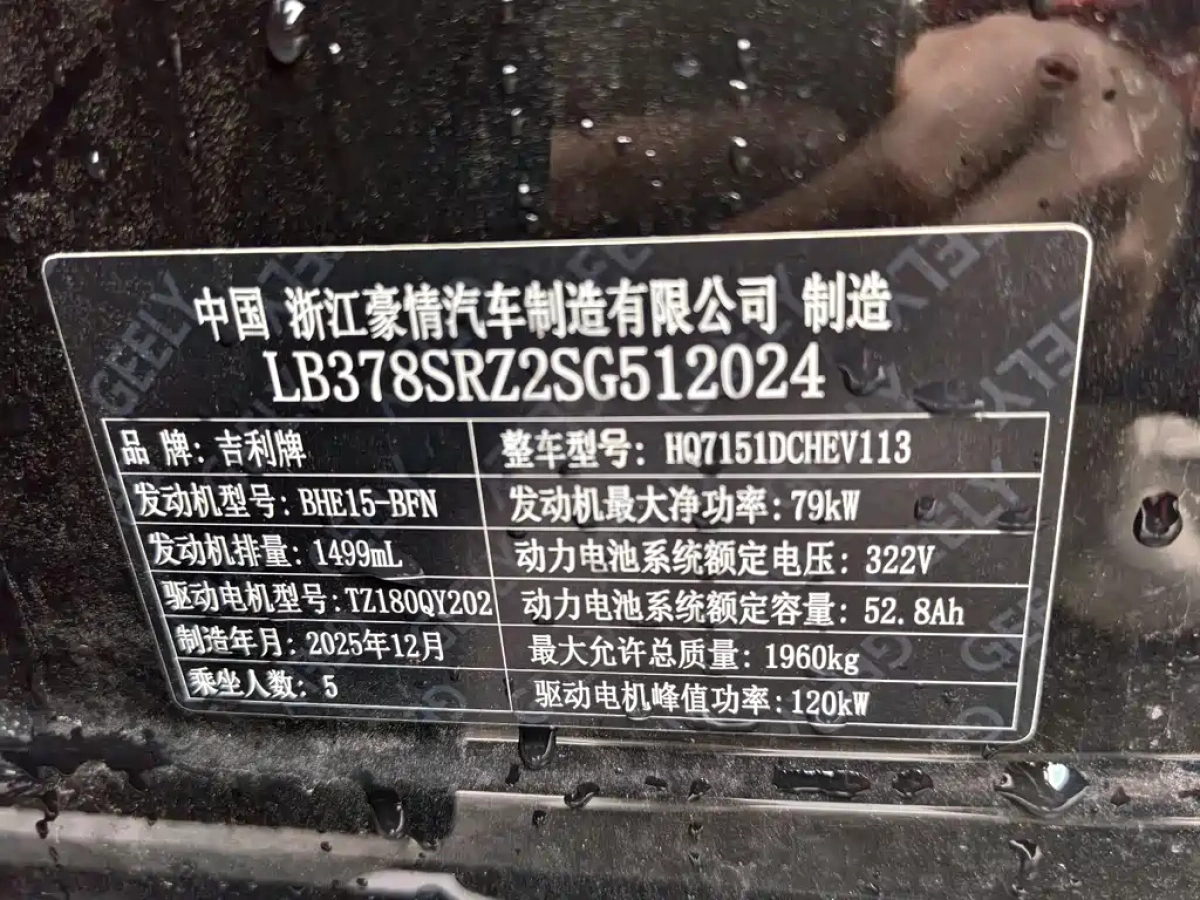 中国 浙江豪情汽车制造有限公司 制造
LB378SRZ2SG512024
品 牌: 吉利牌 整车型号: HQ7151DCHEV113
发动机型号: BHE15-BFN 发动机最大净功率: 79kW
发动机排量: 1499mL 动力电池系统额定电压: 322V
驱动电机型号: TZ180QY202 动力电池系统额定容量: 52.8Ah
制造年月: 2025年12月 最大允许总质量: 1960kg
乘坐人数: 5 驱动电机峰值功率: 120kW
GEELY